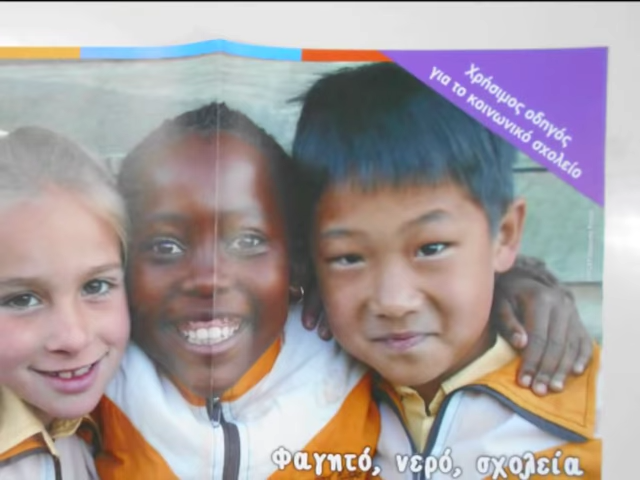 Χρήσιμος οδηγός
για το κοινωνικό σχολείο
Φαγητό, νερό, σχολεία